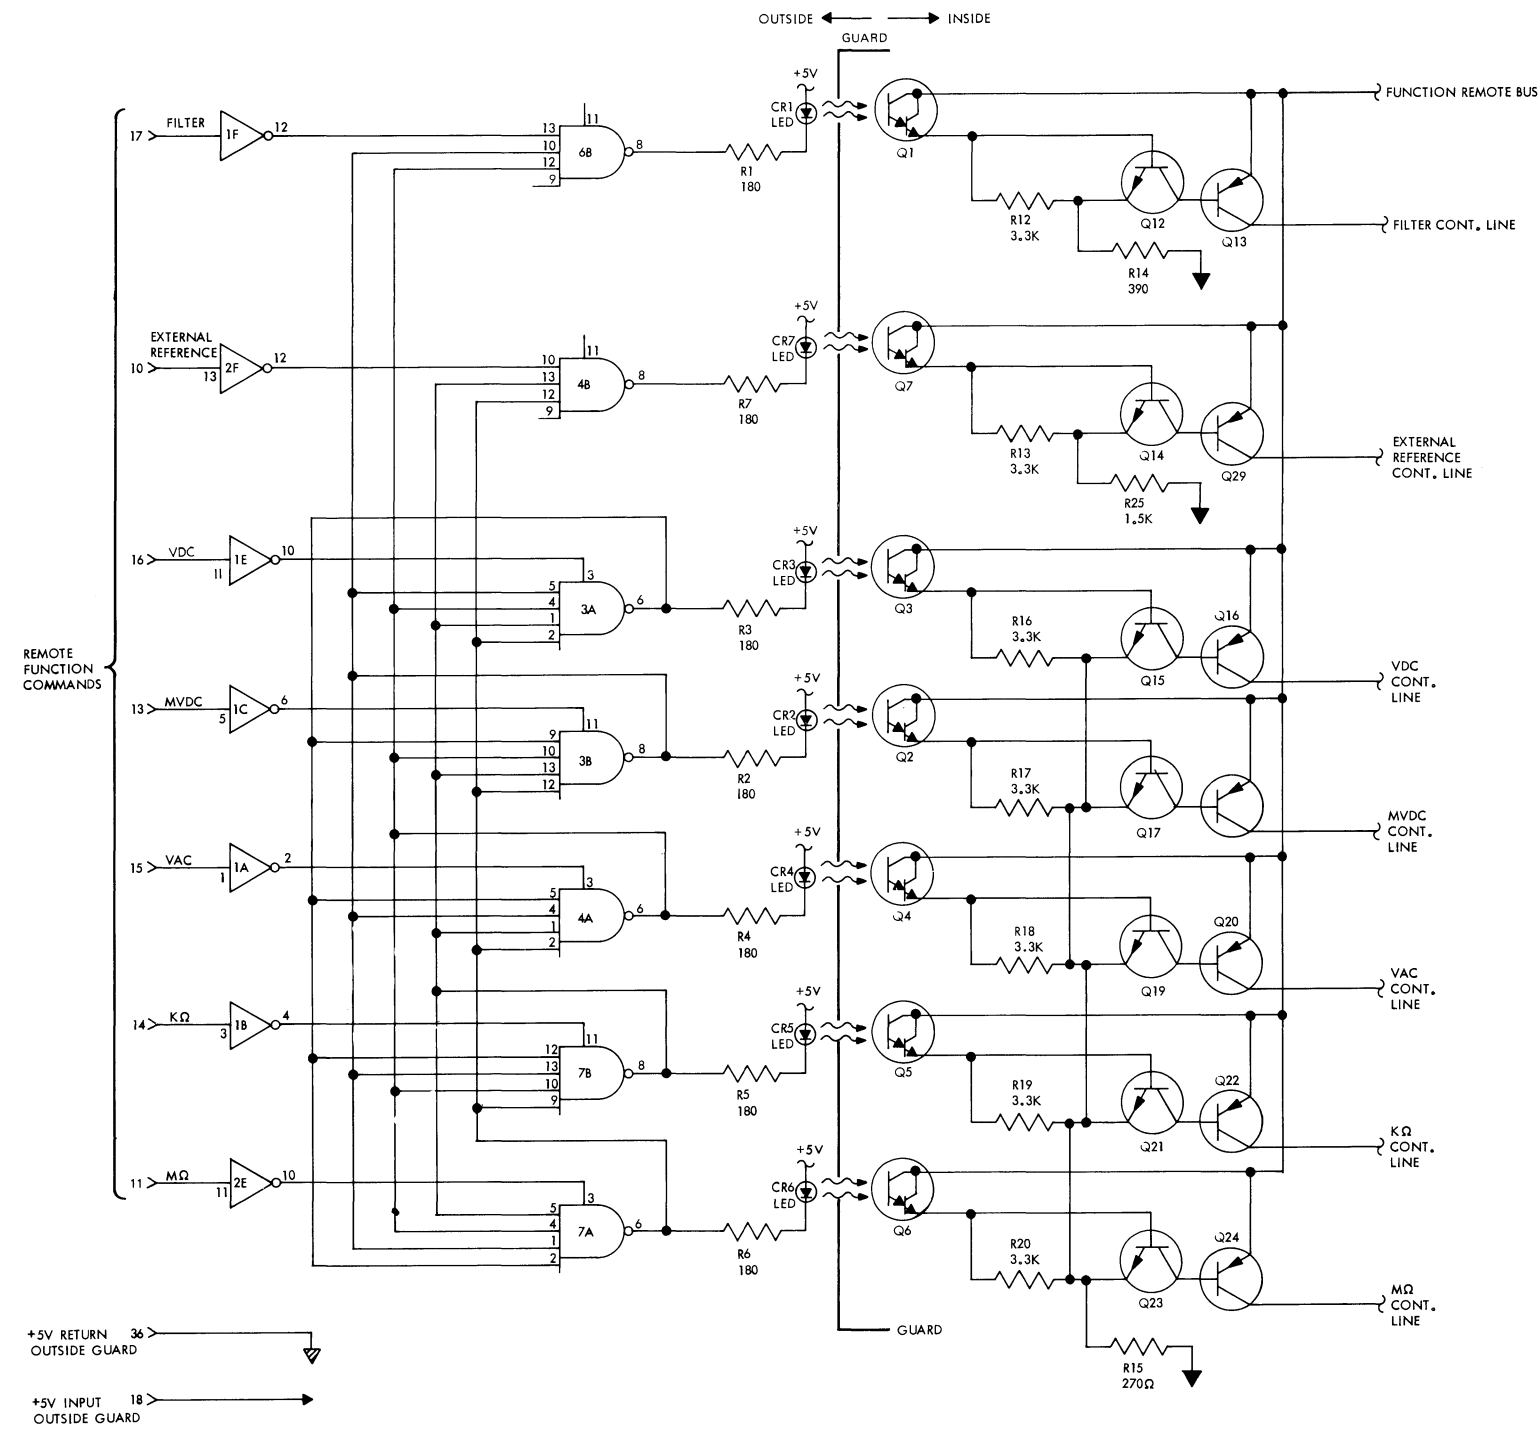 OUTSIDE INSIDE
GUARD
+5V
CR1
LED
FUNCTION REMOTE BUS
17 FILTER 1F 12
11
13
10
12
9
6B
8
R1
180
Q1
R12
3.3K
Q12
Q13
FILTER CONT. LINE
R14
390
EXTERNAL
REFERENCE
10 13 2F 12
11
10
13
12
9
4B
8
R7
180
+5V
CR7
LED
Q7
R13
3.3K
Q14
Q29
R25
1.5K
EXTERNAL
REFERENCE
CONT. LINE
16 VDC 11 1E 10
3
5
4
1
2
3A
6
R3
180
+5V
CR3
LED
Q3
R16
3.3K
Q15
Q16
VDC
CONT.
LINE
REMOTE
FUNCTION
COMMANDS
13 MVDC 5 1C 6
11
9
10
13
12
3B
8
R2
180
+5V
CR2
LED
Q2
R17
3.3K
Q17
MVDC
CONT.
LINE
15 VAC 1 1A 2
3
5
4
1
2
4A
6
R4
180
+5V
CR4
LED
Q4
R18
3.3K
Q19
Q20
VAC
CONT.
LINE
14 KΩ 3 1B 4
11
12
13
10
9
7B
8
R5
180
+5V
CR5
LED
Q5
R19
3.3K
Q21
Q22
KΩ
CONT.
LINE
11 MΩ 11 2E 10
3
5
4
1
2
7A
6
R6
180
+5V
CR6
LED
Q6
R20
3.3K
Q23
Q24
MΩ
CONT.
LINE
GUARD
R15
270Ω
+5V RETURN 36
OUTSIDE GUARD
+5V INPUT 18
OUTSIDE GUARD